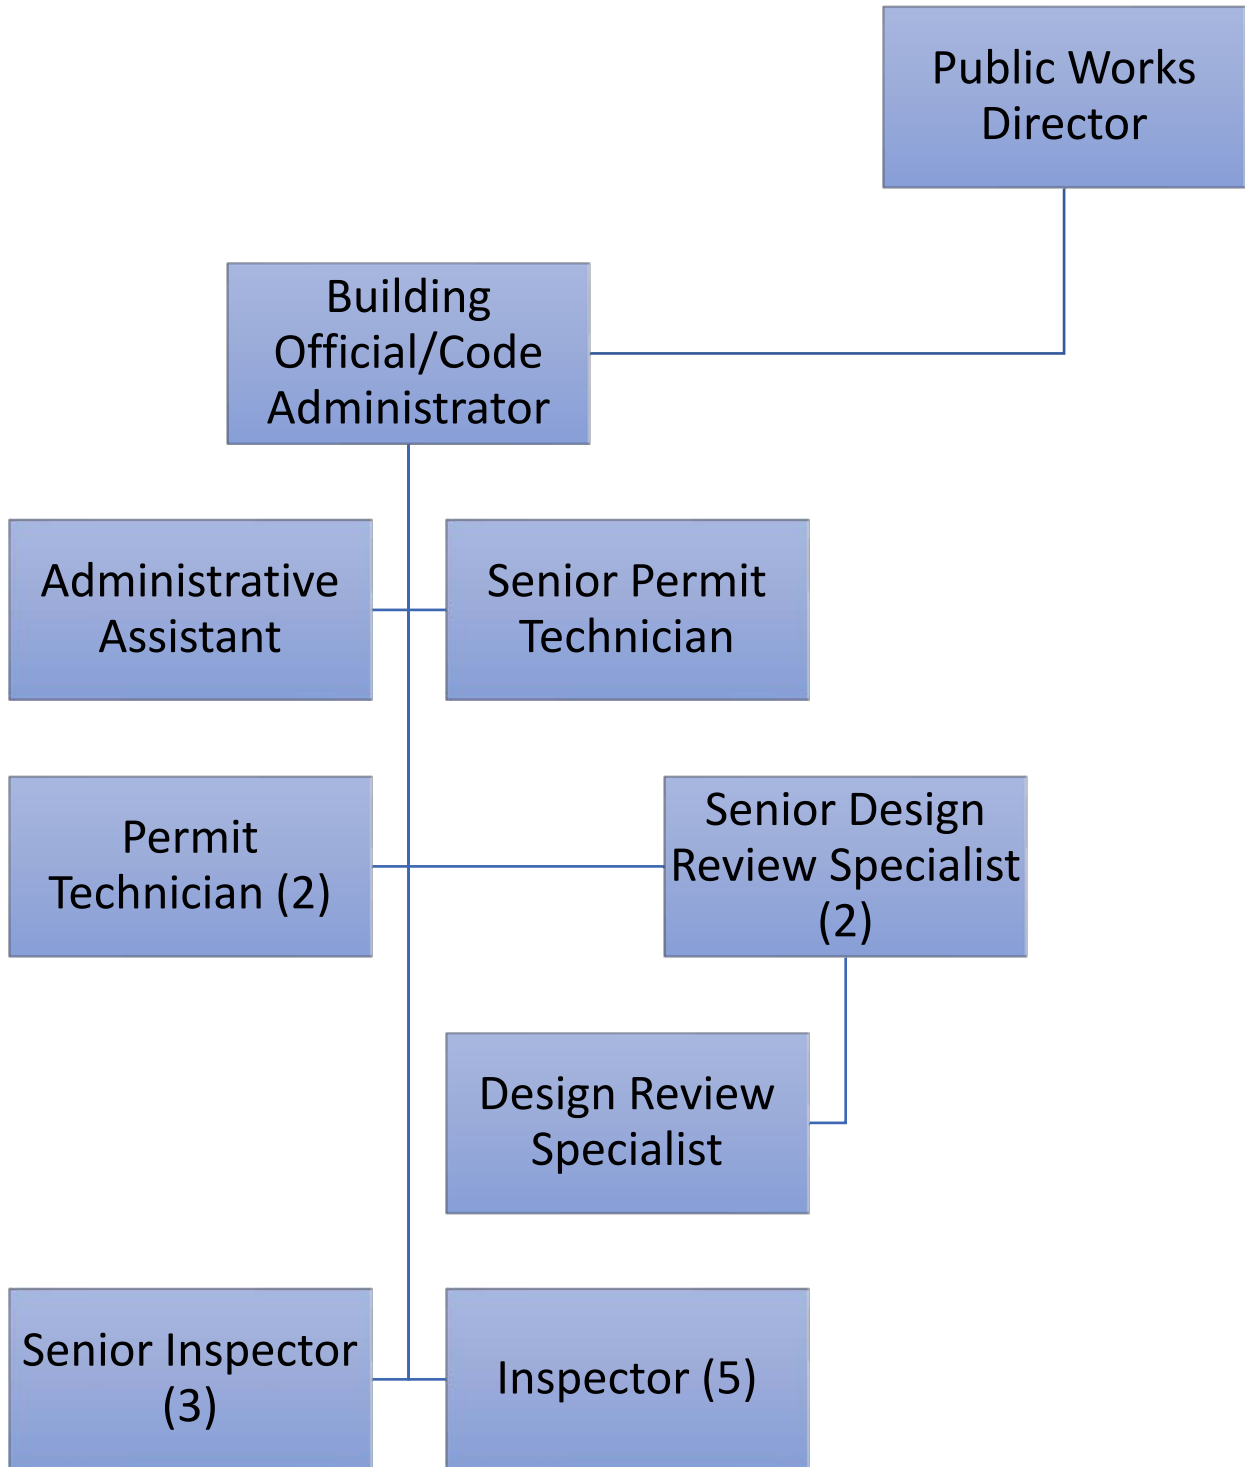 Public Works
Director
Building
Official/Code
Administrator
Administrative
Assistant
Senior Permit
Technician
Permit
Technician (2)
Senior Design
Review Specialist
(2)
Design Review
Specialist
Senior Inspector
(3)
Inspector (5)